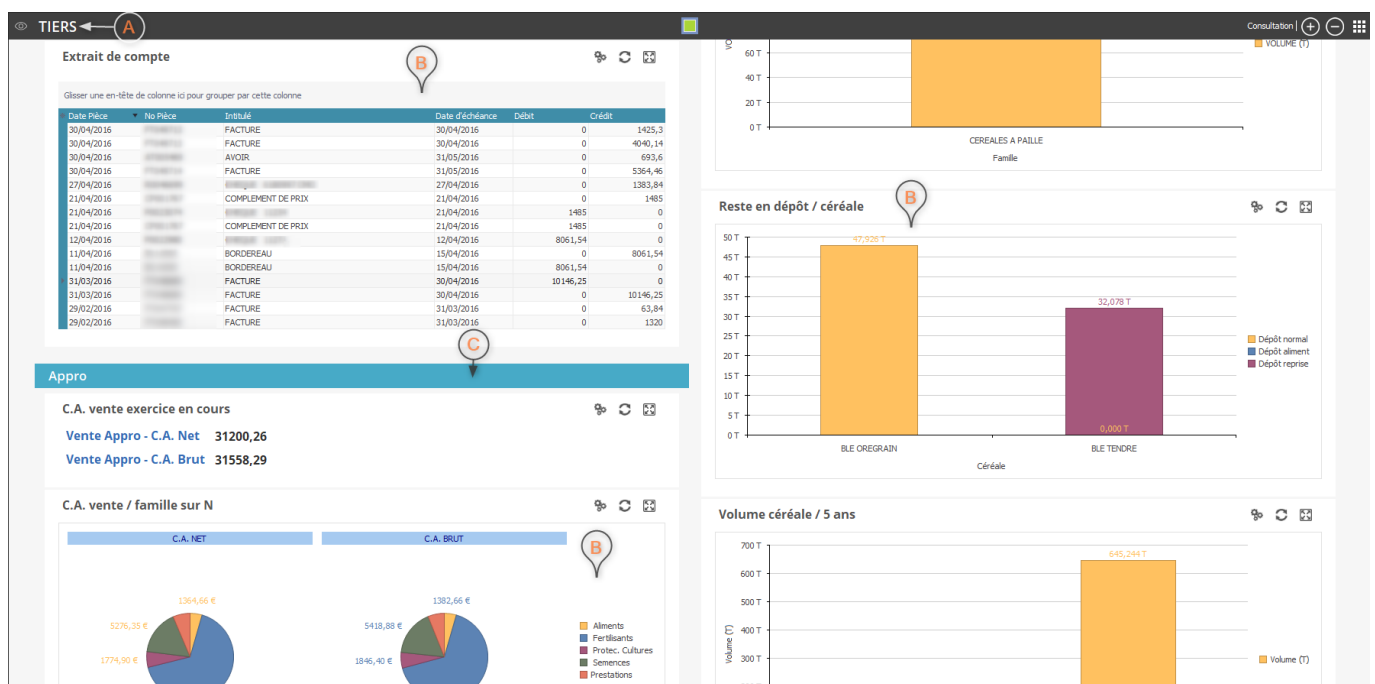 TIERS
A
Consultation |
Extrait de compte
B
Glisser une en-tête de colonne ici pour grouper par cette colonne
Date Pièce No Pièce Intitulé Date d'échéance Débit Crédit
30/04/2016 FACTURE 30/04/2016 0 1425,3
30/04/2016 FACTURE 30/04/2016 0 4040,14
30/04/2016 AVOIR 31/05/2016 0 693,6
30/04/2016 FACTURE 31/05/2016 0 5364,46
27/04/2016 27/04/2016 0 1383,84
21/04/2016 COMPLEMENT DE PRIX 21/04/2016 0 1485
21/04/2016 21/04/2016 1485 0
21/04/2016 COMPLEMENT DE PRIX 21/04/2016 1485 0
12/04/2016 12/04/2016 8061,54 0
11/04/2016 BORDEREAU 15/04/2016 0 8061,54
11/04/2016 BORDEREAU 15/04/2016 8061,54 0
31/03/2016 FACTURE 30/04/2016 10146,25 0
31/03/2016 FACTURE 30/04/2016 0 10146,25
29/02/2016 FACTURE 31/03/2016 0 63,84
29/02/2016 FACTURE 31/03/2016 0 1320
C
Appro
C.A. vente exercice en cours
Vente Appro - C.A. Net 31200,26
Vente Appro - C.A. Brut 31558,29
C.A. vente / famille sur N
C.A. NET
C.A. BRUT
B
1364,66 €
5276,35 €
1774,90 €
1382,66 €
5418,88 €
1846,40 €
Aliments
Fertilisants
Protec. Cultures
Semences
Prestations
60 T
40 T
20 T
0 T
CEREALES A PAILLE
Famille
VOLUME (T)
Reste en dépôt / céréale
B
50 T
45 T
40 T
35 T
30 T
25 T
20 T
15 T
10 T
5 T
0 T
47,926 T
32,078 T
0,000 T
BLE OREGRAIN
BLE TENDRE
Céréale
Dépôt normal
Dépôt aliment
Dépôt reprise
Volume céréale / 5 ans
700 T
600 T
500 T
400 T
300 T
Volume (T)
645,244 T
Volume (T)